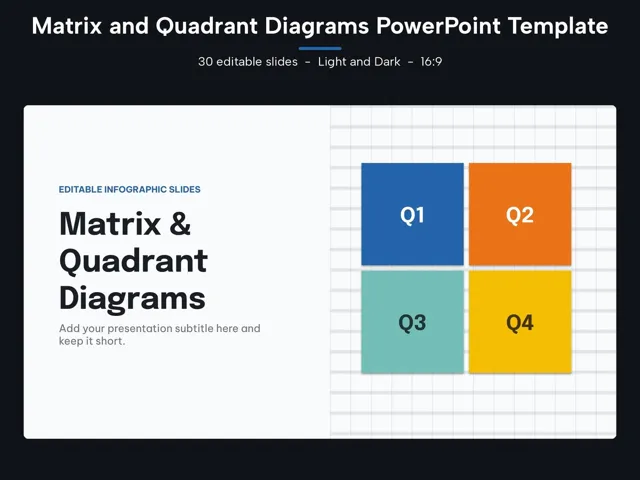 Matrix and Quadrant Diagrams PowerPoint Template
30 editable slides - Light and Dark - 16:9
EDITABLE INFOGRAPHIC SLIDES
Matrix &
Quadrant
Diagrams
Add your presentation subtitle here and
keep it short.
Q1 Q2
Q3 Q4